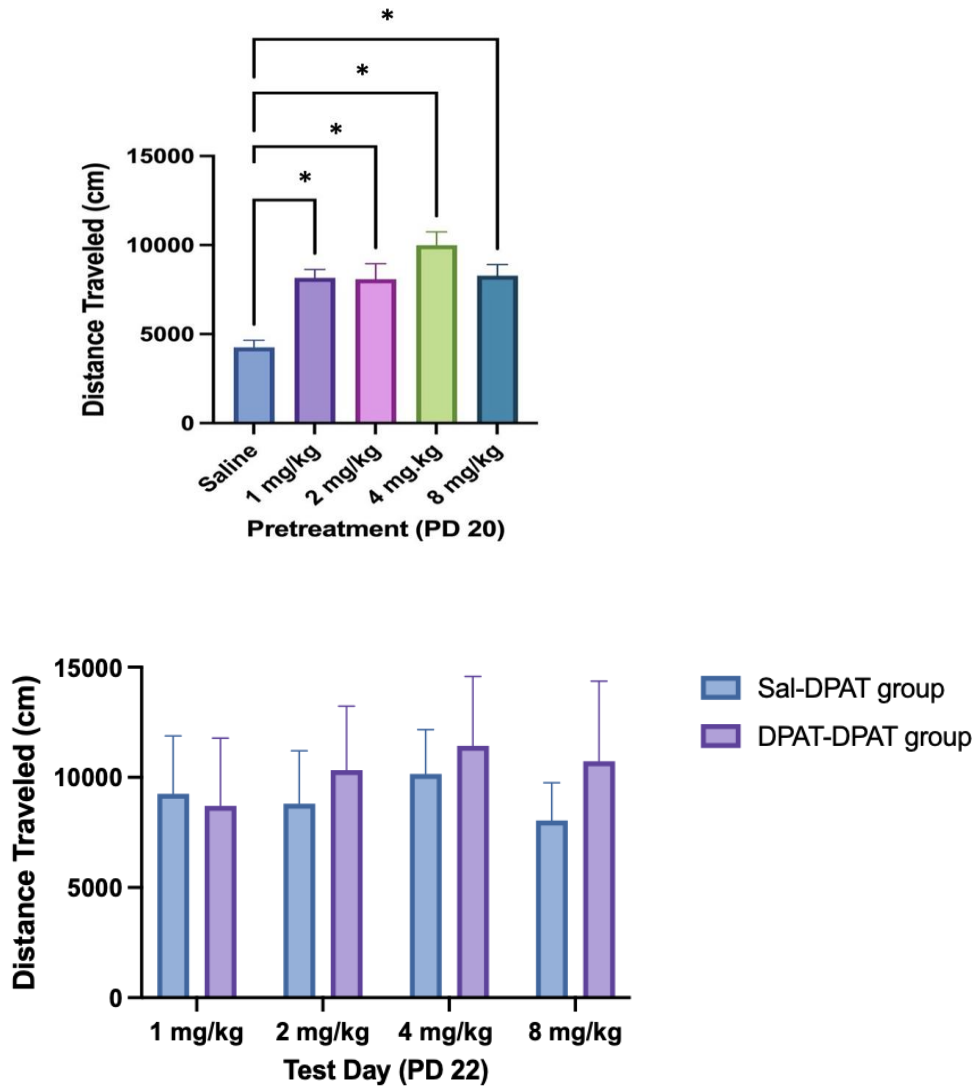 *
*
*
*
Distance Traveled (cm)
15000
10000
5000
0
Saline
1 mg/kg
2 mg/kg
4 mg.kg
8 mg/kg
Pretreatment (PD 20)
Distance Traveled (cm)
15000
10000
5000
0
1 mg/kg
2 mg/kg
4 mg/kg
8 mg/kg
Test Day (PD 22)
Sal-DPAT group
DPAT-DPAT group